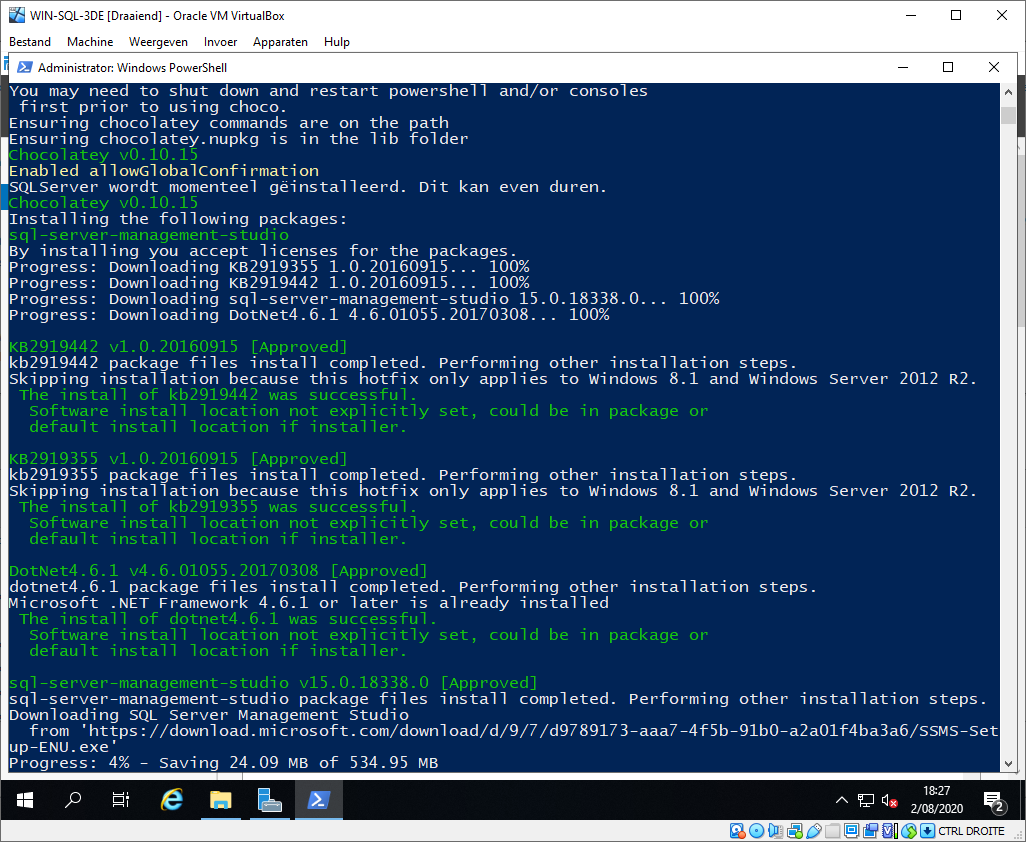 WIN-SQL-3DE [Draaiend] - Oracle VM VirtualBox
Bestand Machine Weergeven Invoer Apparaten Hulp
Administrator: Windows PowerShell
You may need to shut down and restart powershell and/or consoles
first prior to using choco.
Ensuring chocolatey commands are on the path
Ensuring chocolatey.nupkg is in the lib folder
Chocolatey v0.10.15
Enabled allowGlobalConfirmation
SQLServer wordt momenteel gëinstalleerd. Dit kan even duren.
Chocolatey v0.10.15
Installing the following packages:
sql-server-management-studio
By installing you accept licenses for the packages.
Progress: Downloading KB2919355 1.0.20160915... 100%
Progress: Downloading KB2919442 1.0.20160915... 100%
Progress: Downloading sql-server-management-studio 15.0.18338.0... 100%
Progress: Downloading DotNet4.6.1 4.6.01055.20170308... 100%
KB2919442 v1.0.20160915 [Approved]
kb2919442 package files install completed. Performing other installation steps.
Skipping installation because this hotfix only applies to Windows 8.1 and Windows Server 2012 R2.
The install of kb2919442 was successful.
Software install location not explicitly set, could be in package or
default install location if installer.
KB2919355 v1.0.20160915 [Approved]
kb2919355 package files install completed. Performing other installation steps.
Skipping installation because this hotfix only applies to Windows 8.1 and Windows Server 2012 R2.
The install of kb2919355 was successful.
Software install location not explicitly set, could be in package or
default install location if installer.
DotNet4.6.1 v4.6.01055.20170308 [Approved]
dotnet4.6.1 package files install completed. Performing other installation steps.
Microsoft .NET Framework 4.6.1 or later is already installed
The install of dotnet4.6.1 was successful.
Software install location not explicitly set, could be in package or
default install location if installer.
sql-server-management-studio v15.0.18338.0 [Approved]
sql-server-management-studio package files install completed. Performing other installation steps.
Downloading SQL Server Management Studio
from 'https://download.microsoft.com/download/d/9/7/d9789173-aaa7-4f5b-91b0-a2a01f4ba3a6/SSMS-Set
up-ENU.exe'
Progress: 4% - Saving 24.09 MB of 534.95 MB
18:27
2/08/2020
2
CTRL DROITE